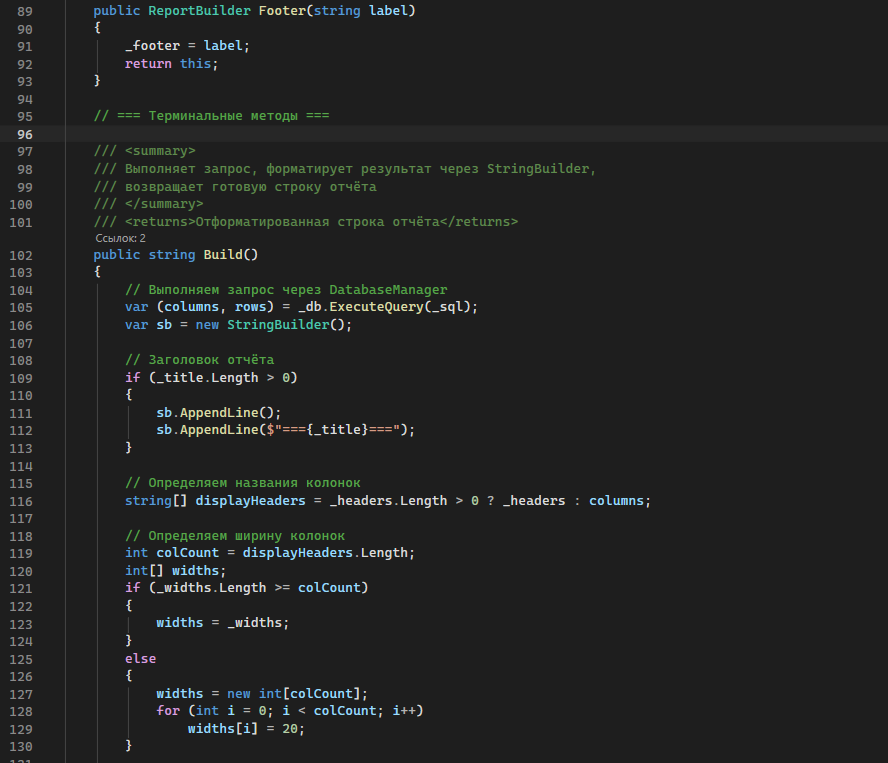 89 public ReportBuilder Footer(string label)
90 {
91 _footer = label;
92 return this;
93 }
94
95 // === Терминальные методы ===
96
97 /// <summary>
98 /// Выполняет запрос, форматирует результат через StringBuilder,
99 /// возвращает готовую строку отчёта
100 /// </summary>
101 /// <returns>Отформатированная строка отчёта</returns>
Ссылок: 2
102 public string Build()
103 {
104 // Выполняем запрос через DatabaseManager
105 var (columns, rows) = _db.ExecuteQuery(_sql);
106 var sb = new StringBuilder();
107
108 // Заголовок отчёта
109 if (_title.Length > 0)
110 {
111 sb.AppendLine();
112 sb.AppendLine($"==={_title}===");
113 }
114
115 // Определяем названия колонок
116 string[] displayHeaders = _headers.Length > 0 ? _headers : columns;
117
118 // Определяем ширину колонок
119 int colCount = displayHeaders.Length;
120 int[] widths;
121 if (_widths.Length >= colCount)
122 {
123 widths = _widths;
124 }
125 else
126 {
127 widths = new int[colCount];
128 for (int i = 0; i < colCount; i++)
129 widths[i] = 20;
130 }